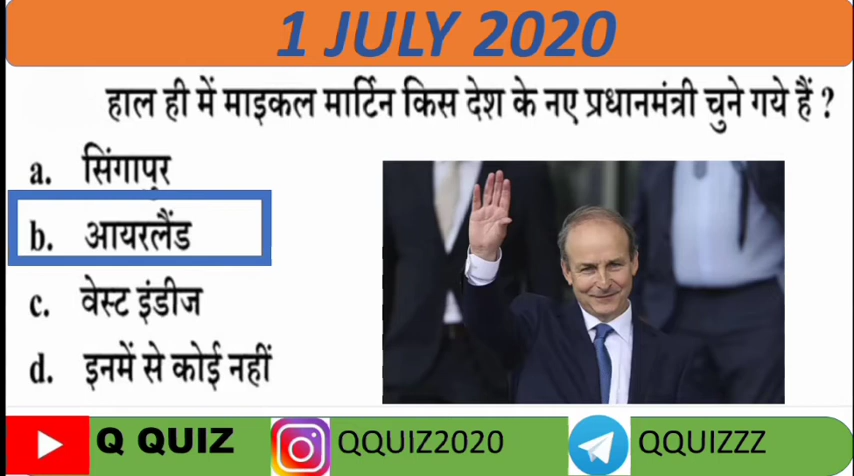 1 JULY 2020
हाल ही में माइकल मार्टिन किस देश के नए प्रधानमंत्री चुने गये हैं ?
a. सिंगापुर
b. आयरलैंड
c. वेस्ट इंडीज
d. इनमें से कोई नहीं
Q QUIZ QQUIZ2020 QQUIZZZ